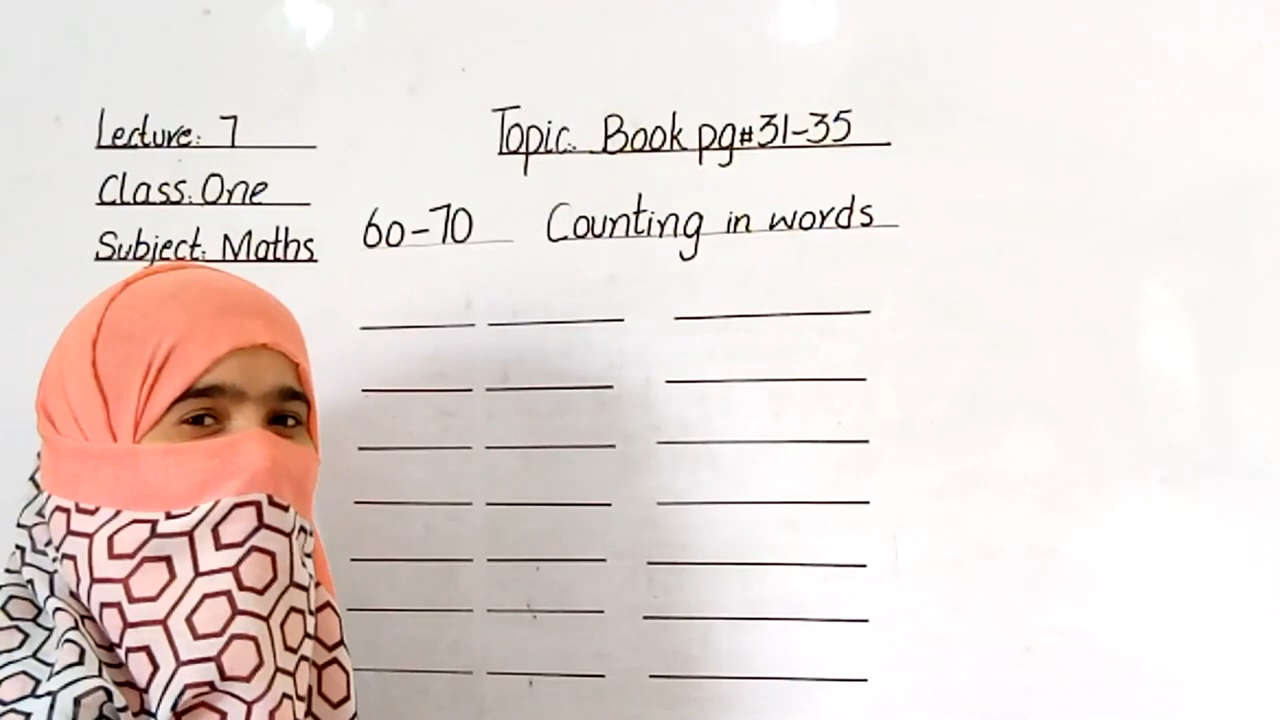 Lecture: 7
Topic: Book pg#31-35
Class: One
60-70 Counting in words
Subject: Maths